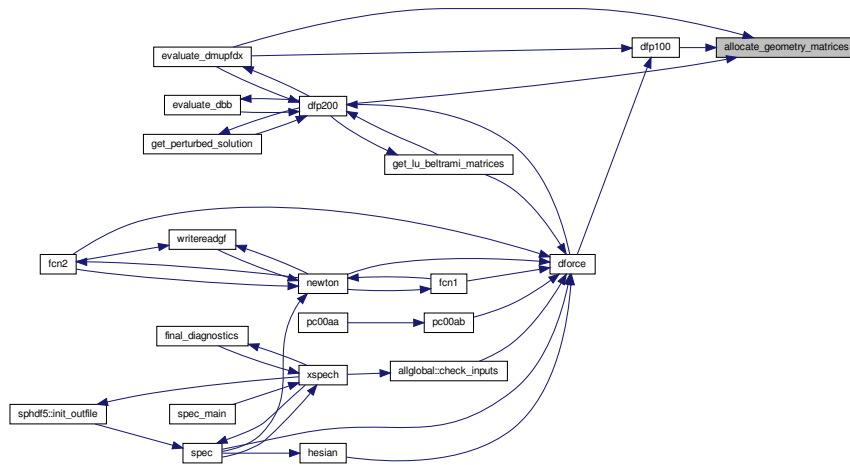 evaluate_dmupfdx
dfp100
allocate_geometry_matrices
evaluate_dbb
dfp200
get_perturbed_solution
get_lu_beltrami_matrices
fcn2
writereadgf
newton
fcn1
dforce
pc00aa
pc00ab
final_diagnostics
xspech
allglobal::check_inputs
sphdf5::init_outfile
spec_main
spec
hesian